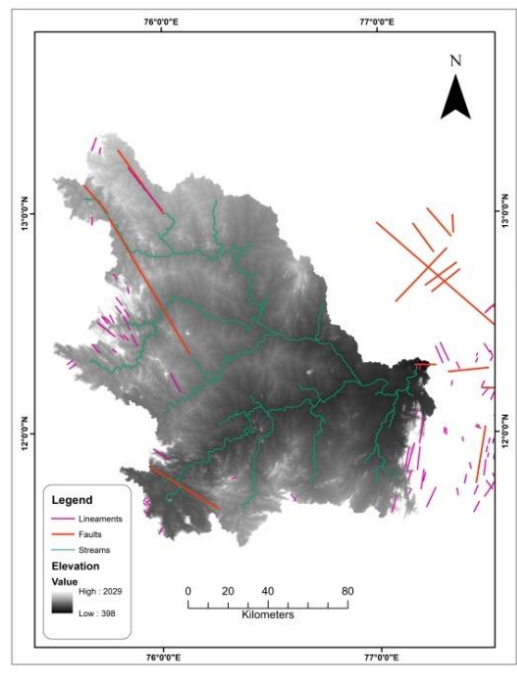 76°0'0"E 77°0'0"E
N
13°0'0"N 13°0'0"N
12°0'0"N 12°0'0"N
Legend
Lineaments
Faults
Streams
Elevation
Value
High : 2029
Low : 398
0 20 40 60 80
Kilometers
76°0'0"E 77°0'0"E